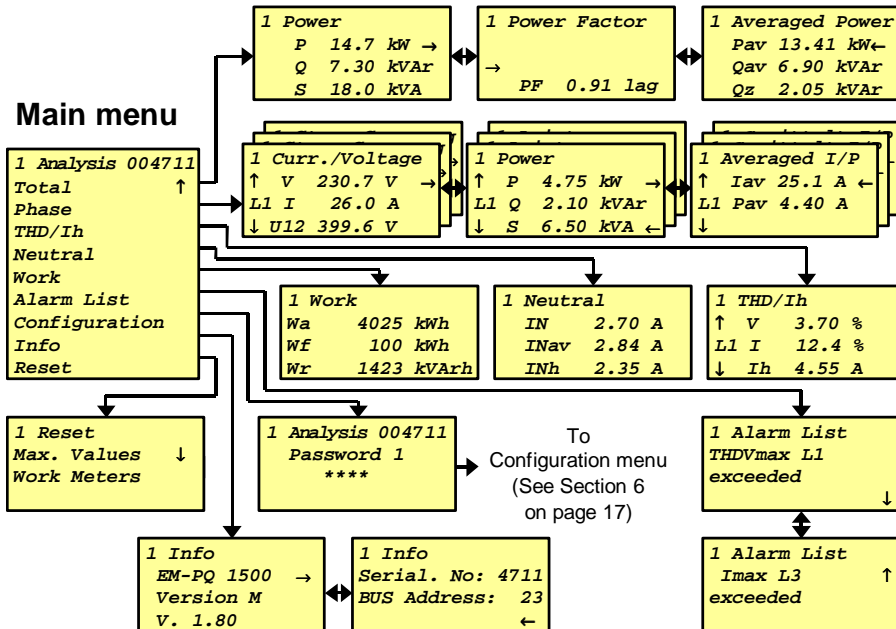 1 Power
P 14.7 kW →
Q 7.30 kVAr
S 18.0 kVA
1 Power Factor
→
PF 0.91 lag
1 Averaged Power
Pav 13.41 kW←
Qav 6.90 kVAr
Qz 2.05 kVAr
Main menu
1 Analysis 004711
Total ↑
Phase
THD/Ih
Neutral
Work
Alarm List
Configuration
Info
Reset
1 Curr./Voltage
↑ V 230.7 V →
L1 I 26.0 A
↓ U12 399.6 V
1 Power
↑ P 4.75 kW →
L1 Q 2.10 kVAr
↓ S 6.50 kVA ←
1 Averaged I/P
↑ Iav 25.1 A ←
L1 Pav 4.40 A
↓
1 Work
Wa 4025 kWh
Wf 100 kWh
Wr 1423 kVArh
1 Neutral
IN 2.70 A
INav 2.84 A
INh 2.35 A
1 THD/Ih
↑ V 3.70 %
L1 I 12.4 %
↓ Ih 4.55 A
1 Reset
Max. Values ↓
Work Meters
1 Analysis 004711
Password 1
****
To
Configuration menu
(See Section 6
on page 17)
1 Alarm List
THDVmax L1
exceeded
↓
1 Info
EM-PQ 1500 →
Version M
V. 1.80
1 Info
Serial. No: 4711
BUS Address: 23
←
1 Alarm List
Imax L3 ↑
exceeded